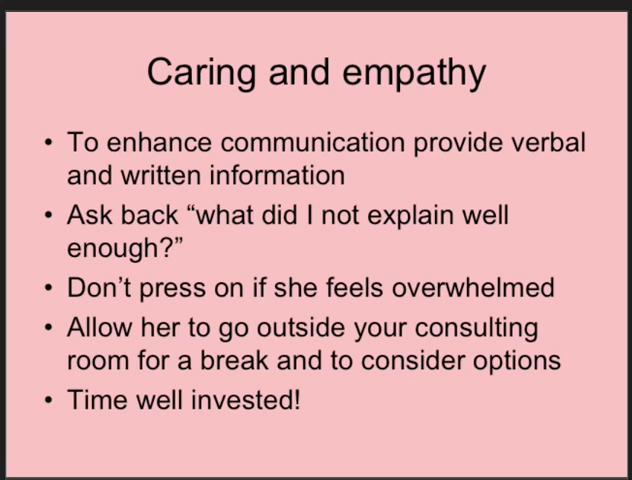 Caring and empathy
• To enhance communication provide verbal
and written information
• Ask back “what did I not explain well
enough?”
• Don’t press on if she feels overwhelmed
• Allow her to go outside your consulting
room for a break and to consider options
• Time well invested!